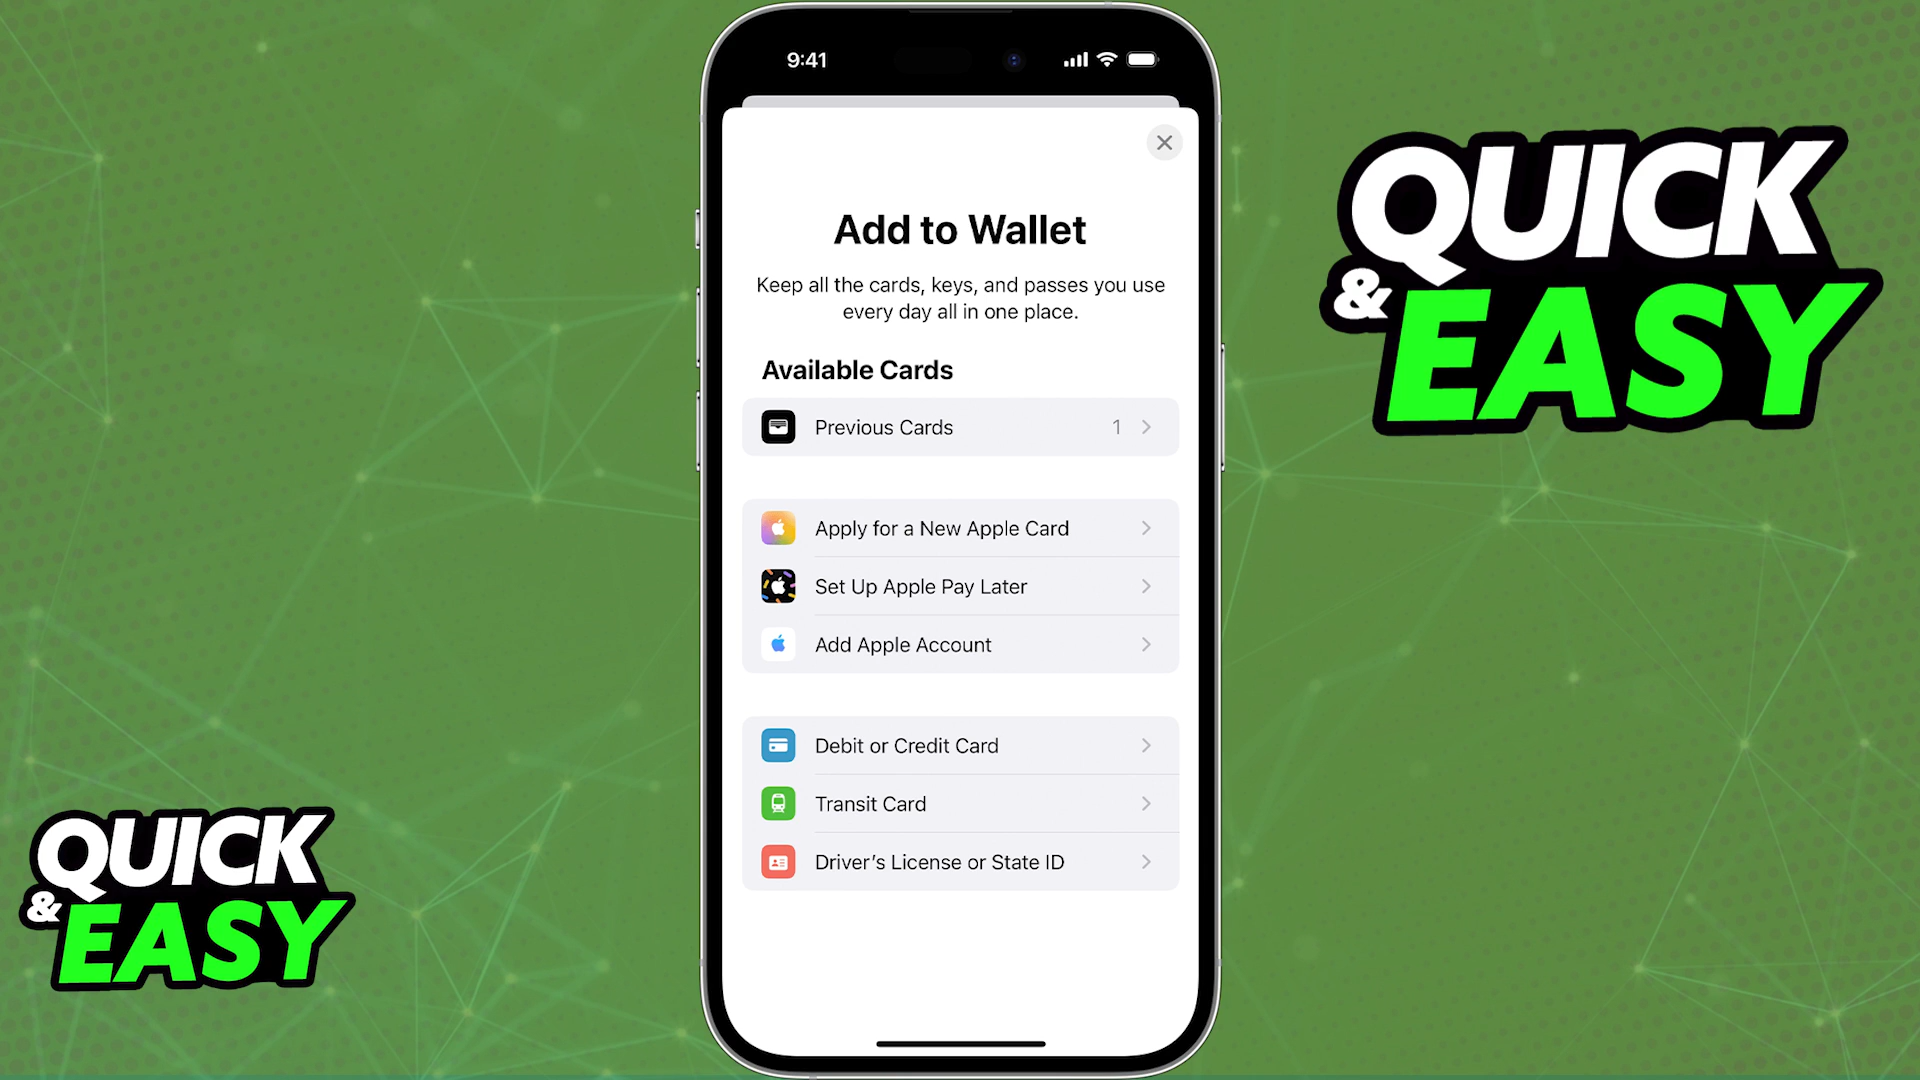 9:41
Add to Wallet
Keep all the cards, keys, and passes you use
every day all in one place.
Available Cards
Previous Cards 1
Apply for a New Apple Card
Set Up Apple Pay Later
Add Apple Account
Debit or Credit Card
Transit Card
Driver’s License or State ID
QUICK
& EASY
QUICK
& EASY